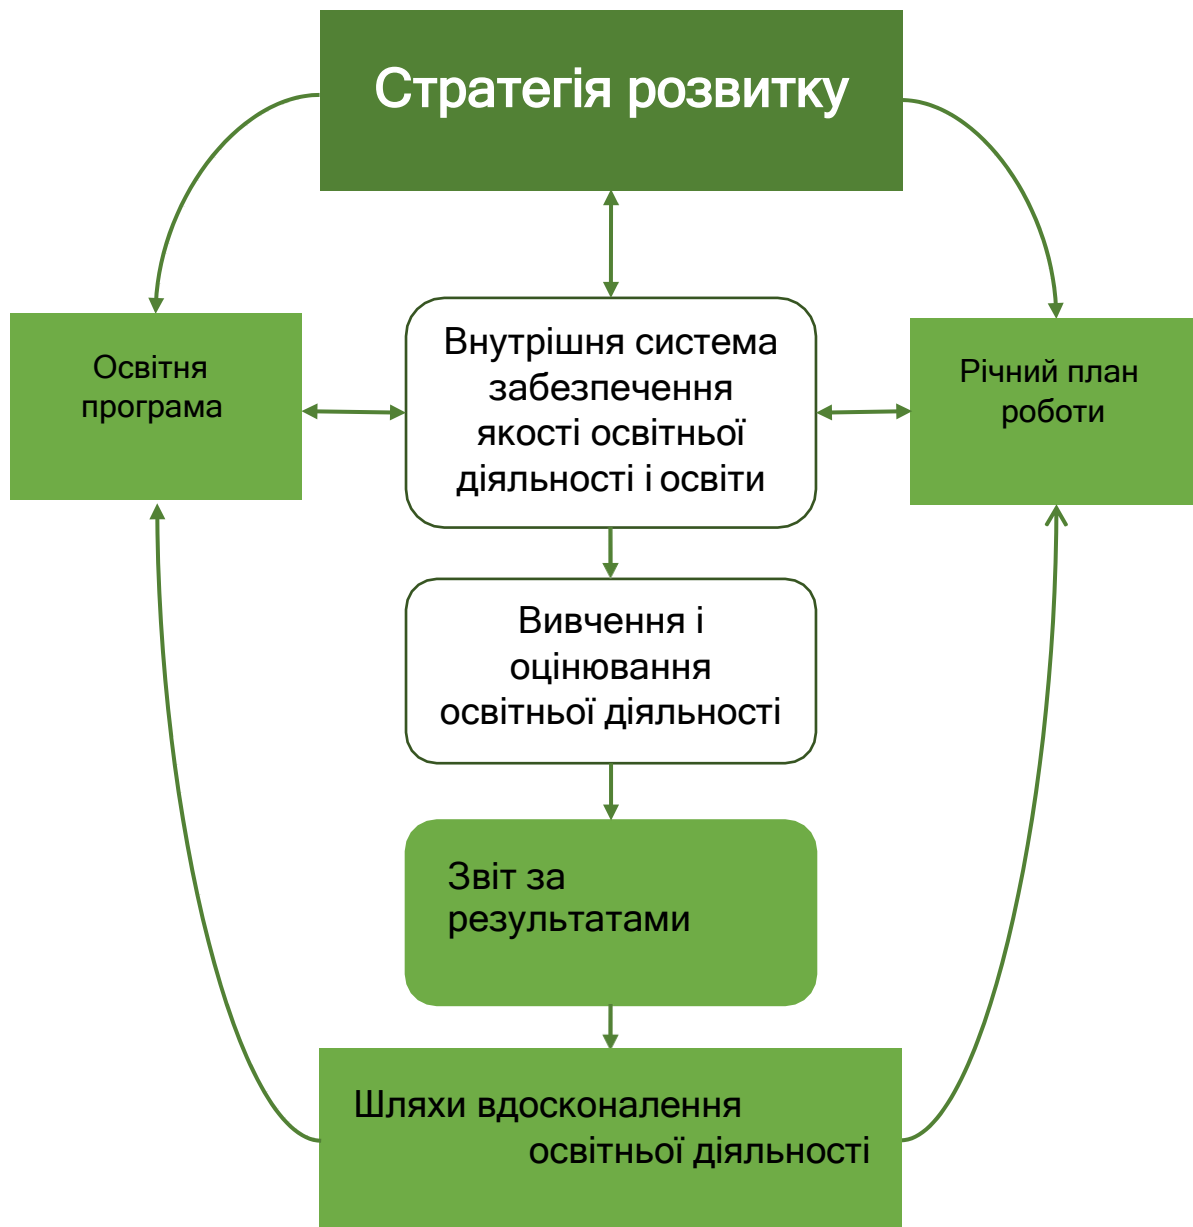 Стратегія розвитку
Освітня
програма
Внутрішня система
забезпечення
якості освітньої
діяльності і освіти
Річний план
роботи
Вивчення і
оцінювання
освітньої діяльності
Звіт за
результатами
Шляхи вдосконалення
освітньої діяльності